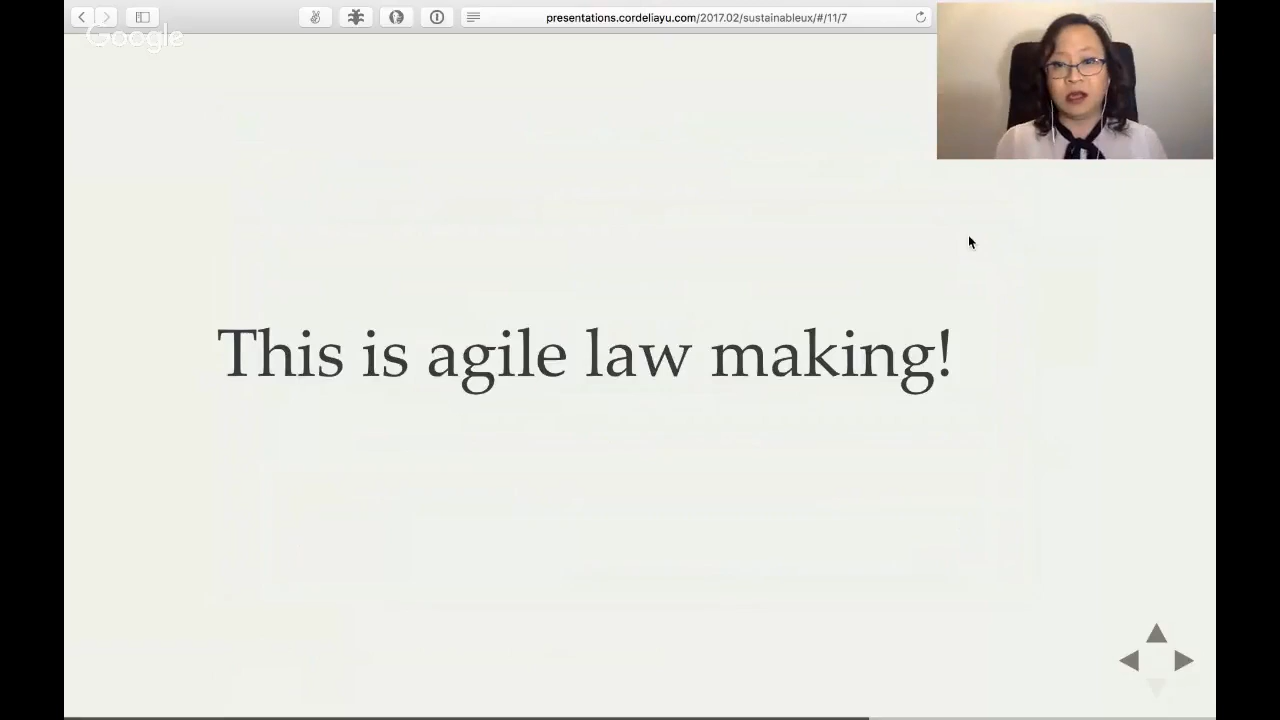 presentations.cordeliayu.com/2017.02/sustainableux/#/11/7
Google
This is agile law making!